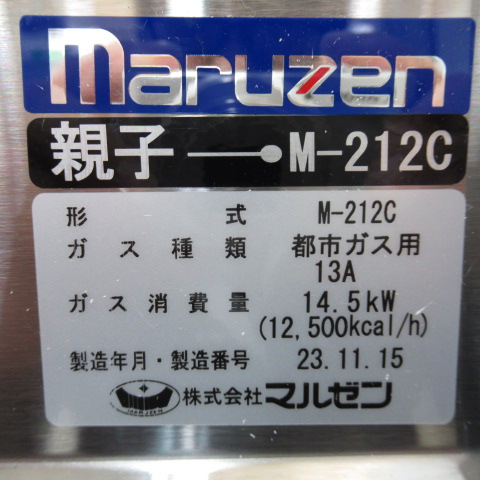 maruzen
親子 M-212C
形式 M-212C
ガス種類 都市ガス用
13A
ガス消費量 14.5kW
(12,500kcal/h)
製造年月・製造番号 23.11.15
MARUZEN
株式会社マルゼン